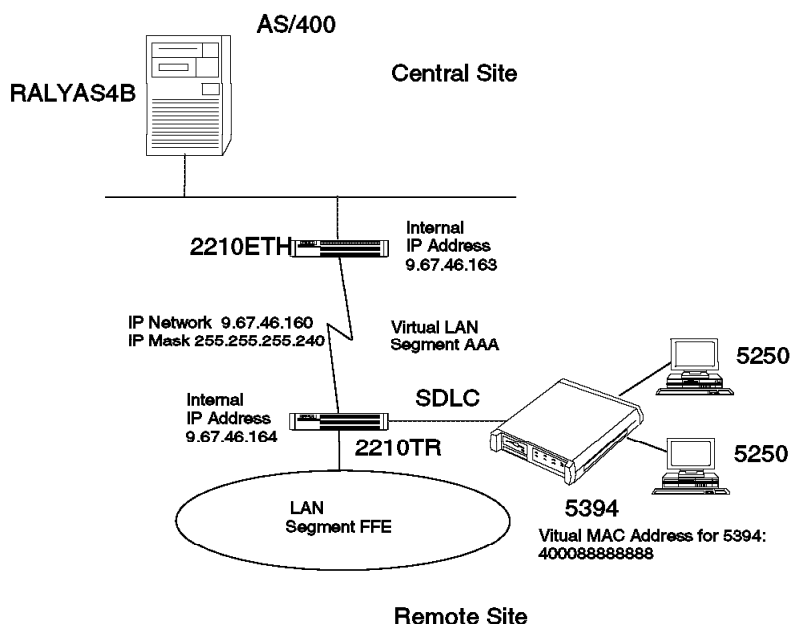 AS/400
RALYAS4B
Central Site
2210ETH
Internal
IP Address
9.67.46.163
IP Network 9.67.46.160
IP Mask 255.255.255.240
Virtual LAN
Segment AAA
5250
Internal
IP Address
9.67.46.164
SDLC
2210TR
5250
LAN
Segment FFE
5394
Vitual MAC Address for 5394:
400088888888
Remote Site